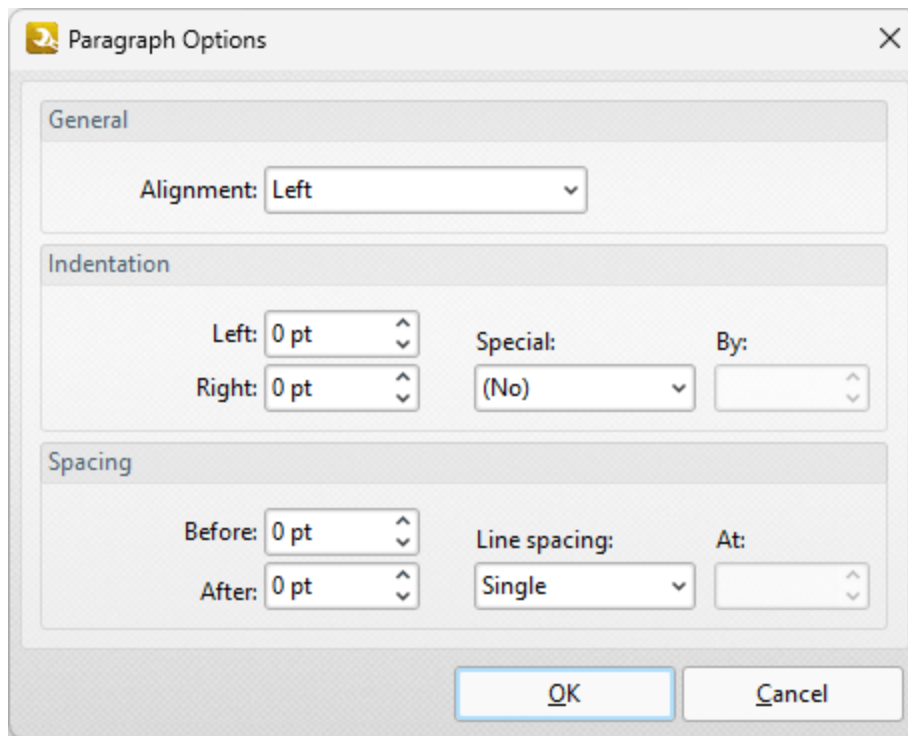 Paragraph Options
General
Alignment: Left
Indentation
Left: 0 pt
Special:
By:
Right: 0 pt
(No)
Spacing
Before: 0 pt
Line spacing:
At:
After: 0 pt
Single
OK
Cancel